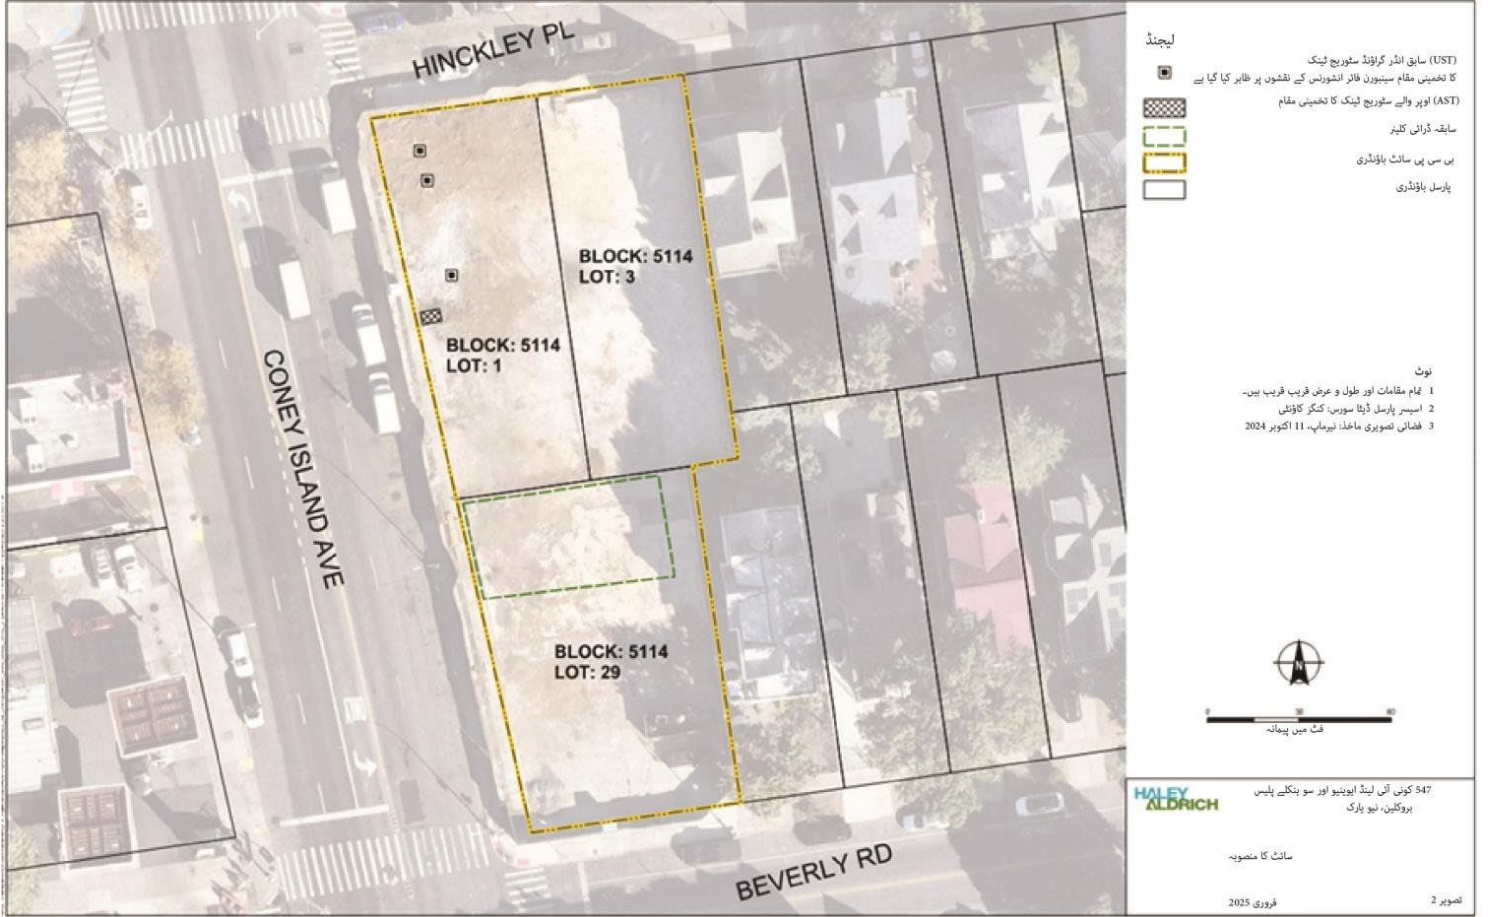 HINCKLEY PL
BLOCK: 5114
LOT: 3
BLOCK: 5114
LOT: 1
CONEY ISLAND AVE
BLOCK: 5114
LOT: 29
BEVERLY RD
لیجنڈ
(UST) سابق انڈر گراؤنڈ سٹوریج ٹینک
کا تخمینی مقام سینبورن فائر انشورنس کے نقشوں پر ظاہر کیا گیا ہے
(AST) اوپر والے سٹوریج ٹینک کا تخمینی مقام
سابقہ ڈرائی کلینر
بی سی پی سائٹ باؤنڈری
پارسل باؤنڈری
نوٹ
1 تمام مقامات اور طول و عرض قریب قریب ہیں۔
2 اسیسر پارسل ڈیٹا سورس: کنگز کاؤنٹی
3 فضائی تصویری ماخذ: نیرماپ، 11 اکتوبر 2024
0
فٹ میں پیمانہ
HALEY
ALDRICH
547 کونی آئی لینڈ ایوینیو اور سو ہنکلے پلیس
بروکلین، نیو یارک
سائٹ کا منصوبہ
فروری 2025
تصویر 2